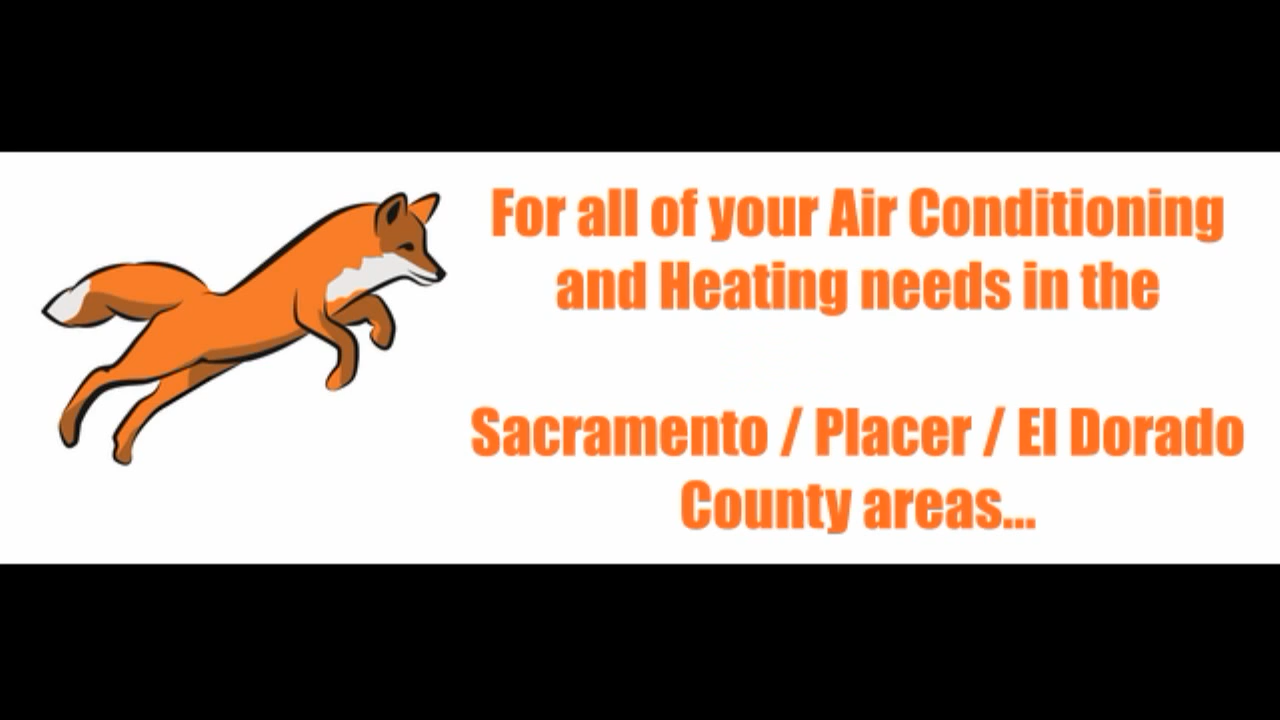 For all of your Air Conditioning
and Heating needs in the
Sacramento / Placer / El Dorado
County areas...